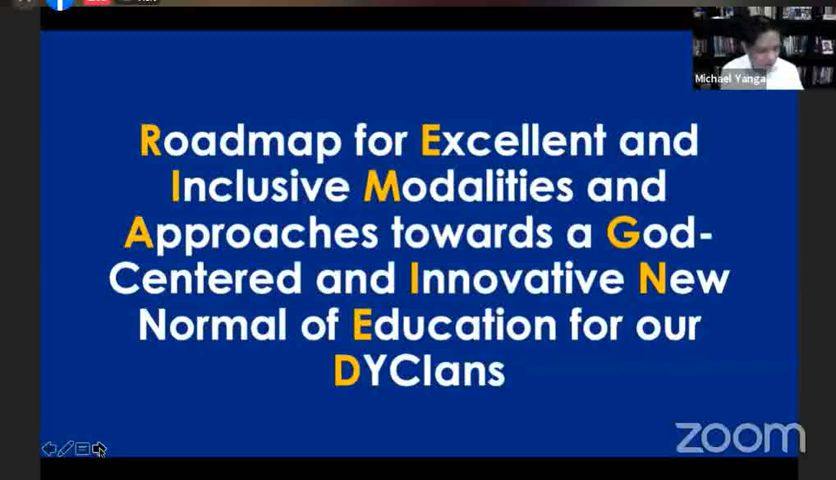 Michael Yanga
Roadmap for Excellent and
Inclusive Modalities and
Approaches towards a God-
Centered and Innovative New
Normal of Education for our
DYCIans
zoom